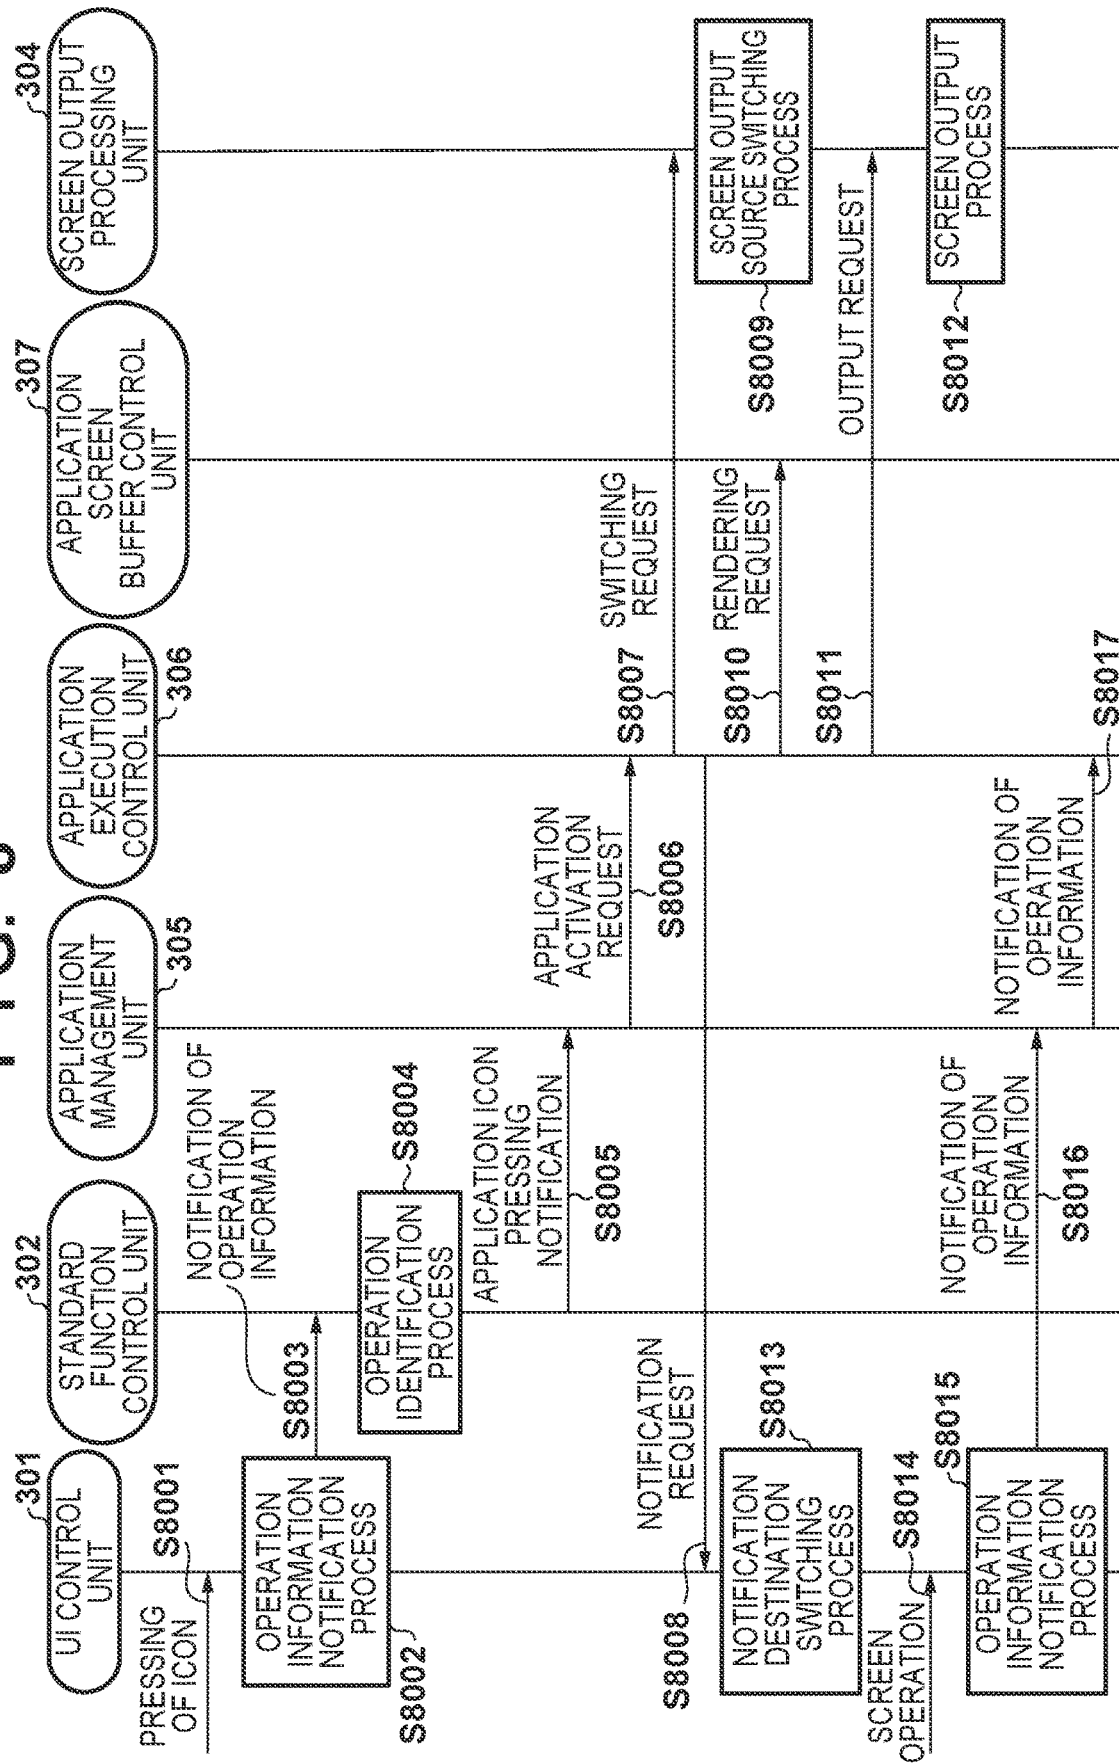 FIG. 8
301
UI CONTROL
UNIT
302
STANDARD
FUNCTION
CONTROL UNIT
305
APPLICATION
MANAGEMENT
UNIT
306
APPLICATION
EXECUTION
CONTROL UNIT
307
APPLICATION
SCREEN
BUFFER CONTROL
UNIT
304
SCREEN OUTPUT
PROCESSING
UNIT
PRESSING
OF ICON
S8001
OPERATION
INFORMATION
NOTIFICATION
PROCESS
S8002
NOTIFICATION OF
OPERATION
INFORMATION
S8003
OPERATION
IDENTIFICATION
PROCESS
S8004
APPLICATION ICON
PRESSING
NOTIFICATION
S8005
APPLICATION
ACTIVATION
REQUEST
S8006
SWITCHING
REQUEST
S8007
NOTIFICATION
REQUEST
S8008
SCREEN OUTPUT
SOURCE SWITCHING
PROCESS
S8009
RENDERING
REQUEST
S8010
OUTPUT REQUEST
S8011
SCREEN OUTPUT
PROCESS
S8012
NOTIFICATION
DESTINATION
SWITCHING
PROCESS
S8013
SCREEN
OPERATION
S8014
OPERATION
INFORMATION
NOTIFICATION
PROCESS
S8015
NOTIFICATION OF
OPERATION
INFORMATION
S8016
NOTIFICATION OF
OPERATION
INFORMATION
S8017